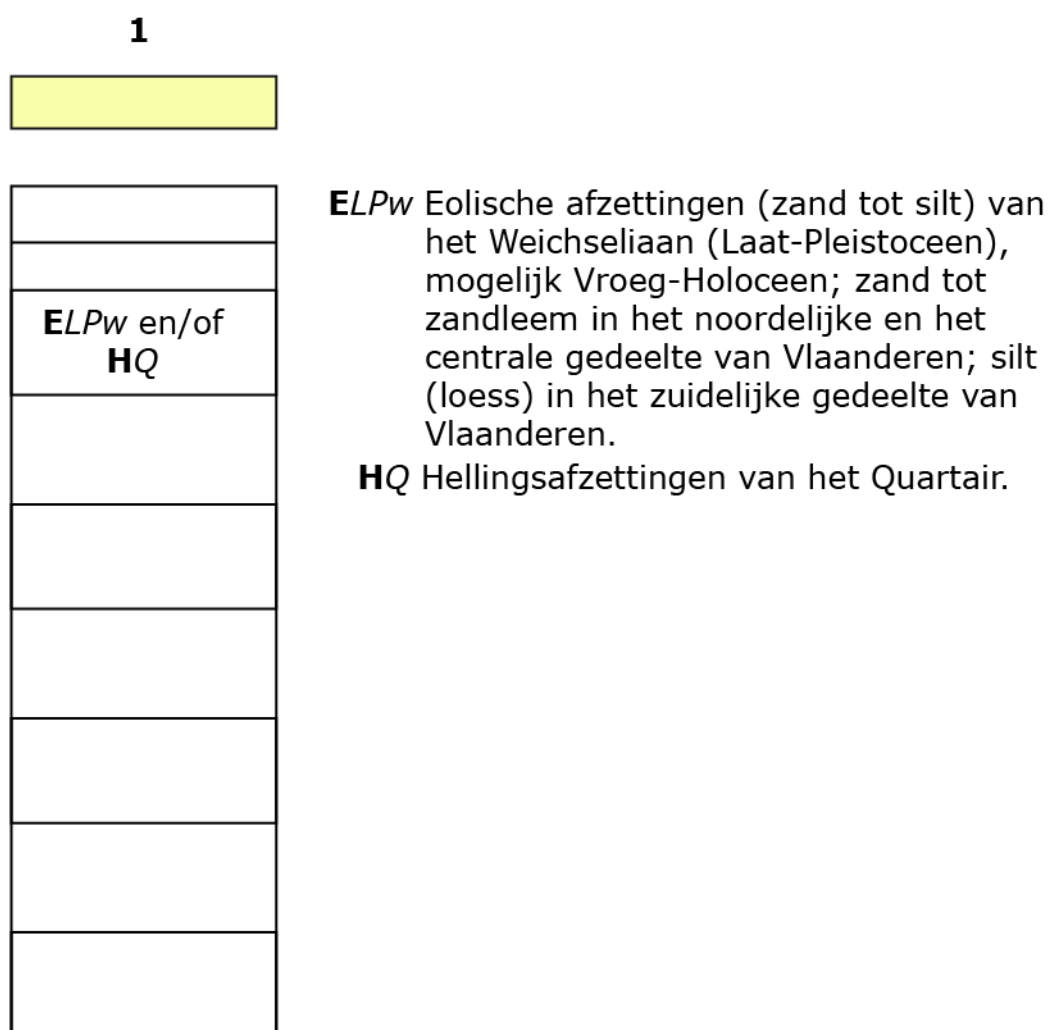 1
ELPw en/of
HQ
ELPw Eolische afzettingen (zand tot silt) van
het Weichseliaan (Laat-Pleistoceen),
mogelijk Vroeg-Holoceen; zand tot
zandleem in het noordelijke en het
centrale gedeelte van Vlaanderen; silt
(loess) in het zuidelijke gedeelte van
Vlaanderen.
HQ Hellingsafzettingen van het Quartair.